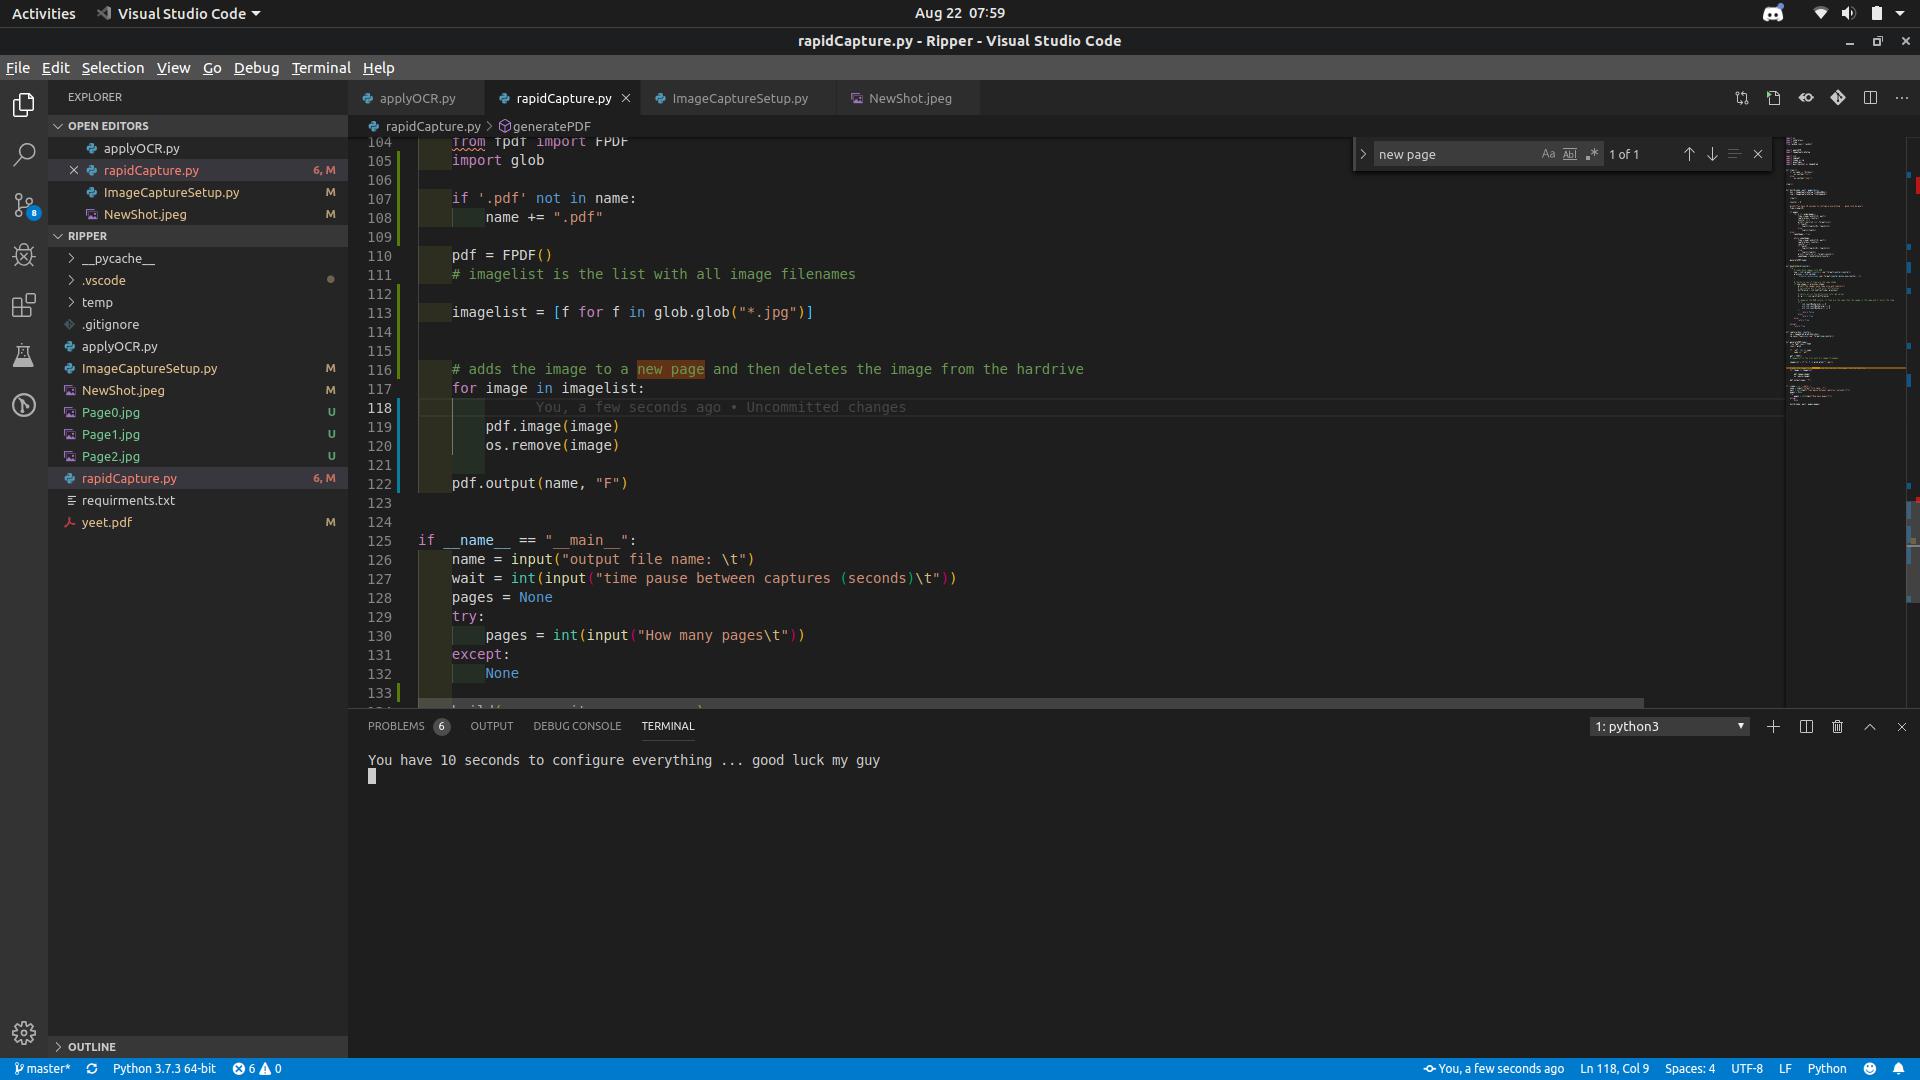 Activities Visual Studio Code Aug 22 07:59
rapidCapture.py - Ripper - Visual Studio Code
File Edit Selection View Go Debug Terminal Help
EXPLORER
OPEN EDITORS
applyOCR.py
rapidCapture.py 6, M
ImageCaptureSetup.py M
NewShot.jpeg M
RIPPER
__pycache__
.vscode
temp
.gitignore
applyOCR.py
ImageCaptureSetup.py M
NewShot.jpeg M
Page0.jpg U
Page1.jpg U
Page2.jpg U
rapidCapture.py 6, M
requirments.txt
yeet.pdf M
OUTLINE
8
applyOCR.py rapidCapture.py ImageCaptureSetup.py NewShot.jpeg
rapidCapture.py > generatePDF
new page Aa Abl .* 1 of 1
104 from fpdf import FPDF
105 import glob
106
107 if '.pdf' not in name:
108 name += ".pdf"
109
110 pdf = FPDF()
111 # imagelist is the list with all image filenames
112
113 imagelist = [f for f in glob.glob("*.jpg")]
114
115
116 # adds the image to a new page and then deletes the image from the hardrive
117 for image in imagelist:
118 You, a few seconds ago • Uncommitted changes
119 pdf.image(image)
120 os.remove(image)
121
122 pdf.output(name, "F")
123
124
125 if __name__ == "__main__":
126 name = input("output file name: \t")
127 wait = int(input("time pause between captures (seconds)\t"))
128 pages = None
129 try:
130 pages = int(input("How many pages\t"))
131 except:
132 None
133
PROBLEMS 6 OUTPUT DEBUG CONSOLE TERMINAL 1: python3
You have 10 seconds to configure everything ... good luck my guy
master* Python 3.7.3 64-bit 6 0 You, a few seconds ago Ln 118, Col 9 Spaces: 4 UTF-8 LF Python